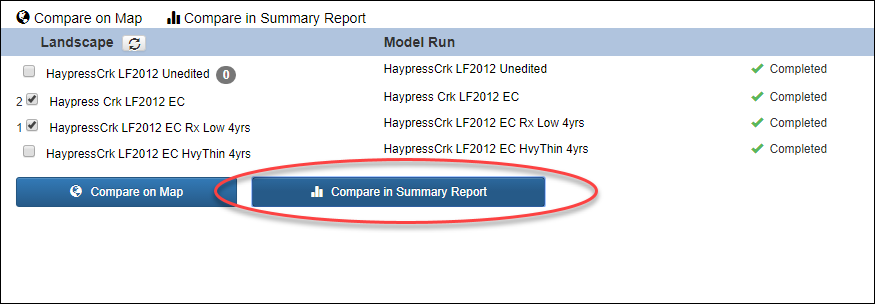 Compare on Map Compare in Summary Report
Landscape Model Run
HaypressCrk LF2012 Unedited 0 HaypressCrk LF2012 Unedited Completed
2 Haypress Crk LF2012 EC Haypress Crk LF2012 EC Completed
1 HaypressCrk LF2012 EC Rx Low 4yrs HaypressCrk LF2012 EC Rx Low 4yrs Completed
HaypressCrk LF2012 EC HvyThin 4yrs HaypressCrk LF2012 EC HvyThin 4yrs Completed
Compare on Map Compare in Summary Report